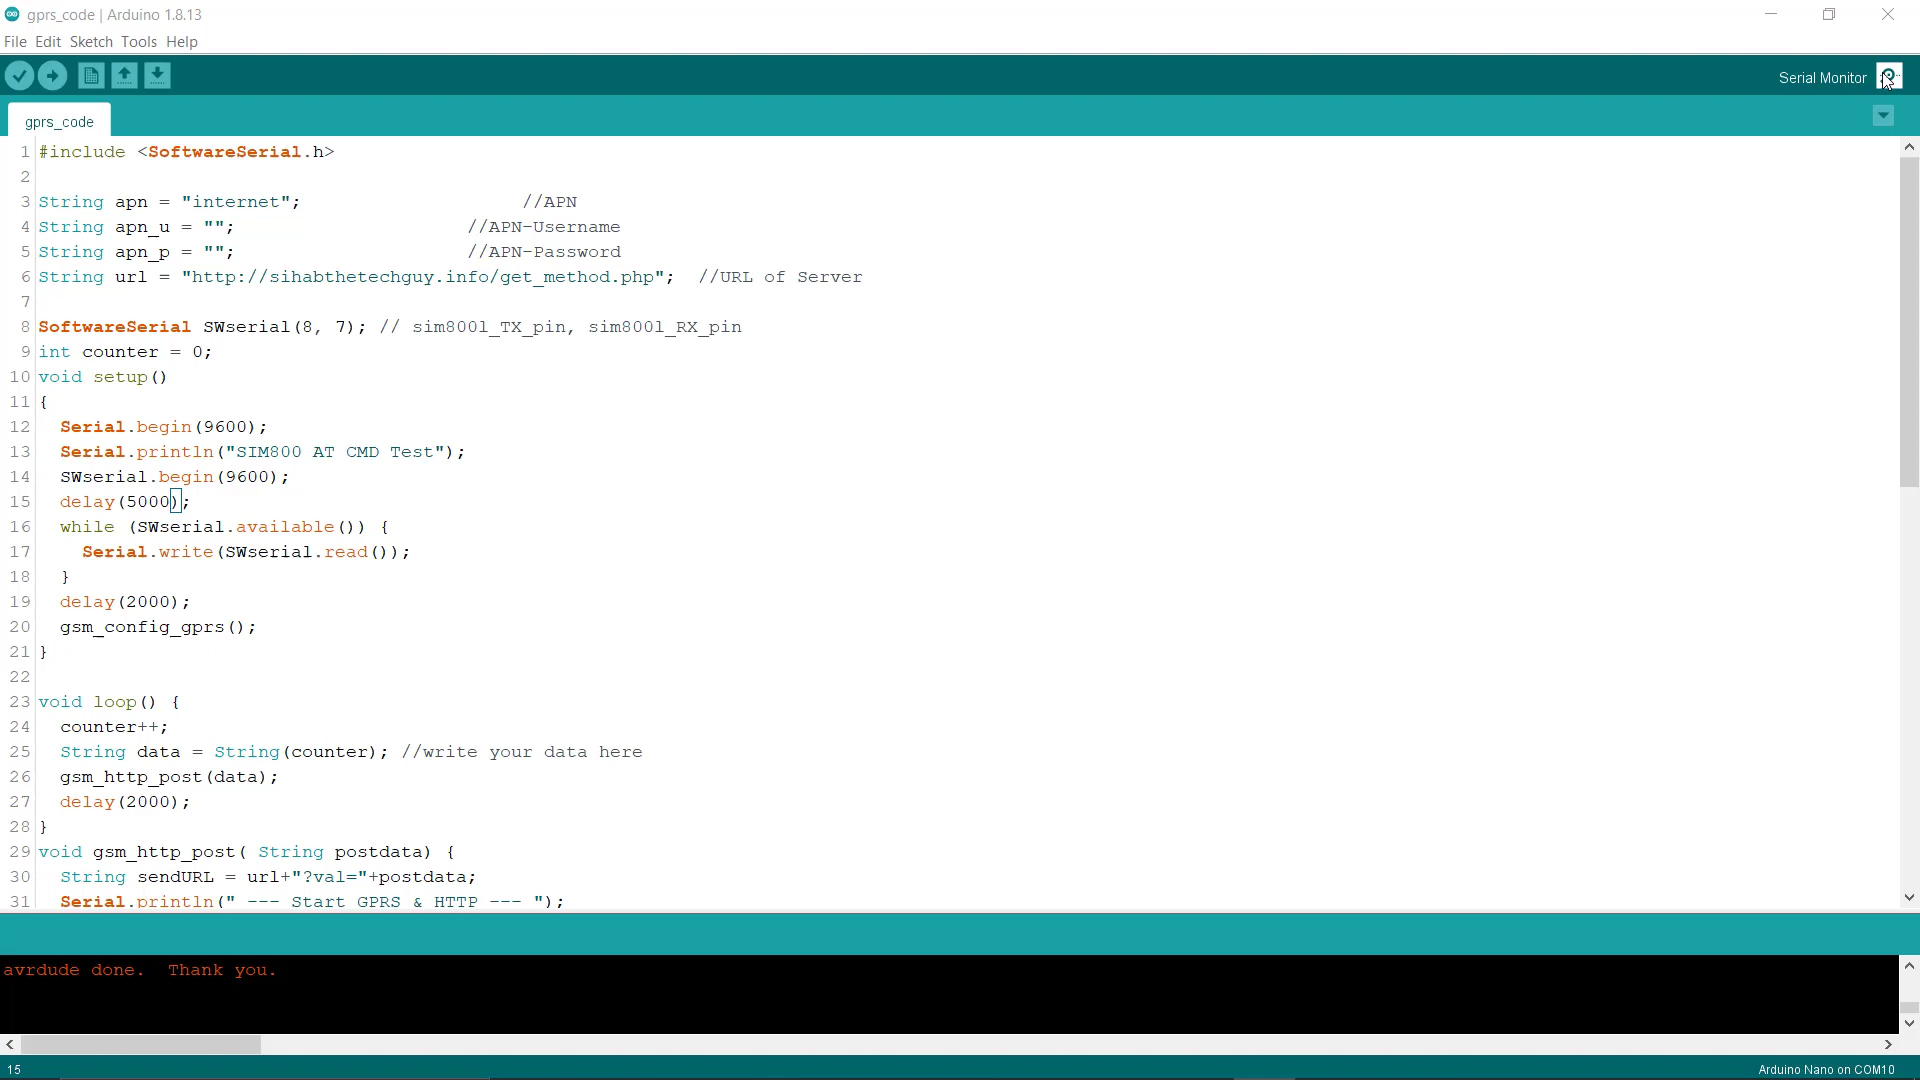 gprs_code | Arduino 1.8.13
File Edit Sketch Tools Help
Serial Monitor
gprs_code
1 #include <SoftwareSerial.h>
2
3 String apn = "internet"; //APN
4 String apn_u = ""; //APN-Username
5 String apn_p = ""; //APN-Password
6 String url = "http://sihabthetechguy.info/get_method.php"; //URL of Server
7
8 SoftwareSerial SWserial(8, 7); // sim800l_TX_pin, sim800l_RX_pin
9 int counter = 0;
10 void setup()
11 {
12 Serial.begin(9600);
13 Serial.println("SIM800 AT CMD Test");
14 SWserial.begin(9600);
15 delay(5000);
16 while (SWserial.available()) {
17 Serial.write(SWserial.read());
18 }
19 delay(2000);
20 gsm_config_gprs();
21 }
22
23 void loop() {
24 counter++;
25 String data = String(counter); //write your data here
26 gsm_http_post(data);
27 delay(2000);
28 }
29 void gsm_http_post( String postdata) {
30 String sendURL = url+"?val="+postdata;
31 Serial.println(" --- Start GPRS & HTTP --- ");
avrdude done.  Thank you.
15
Arduino Nano on COM10